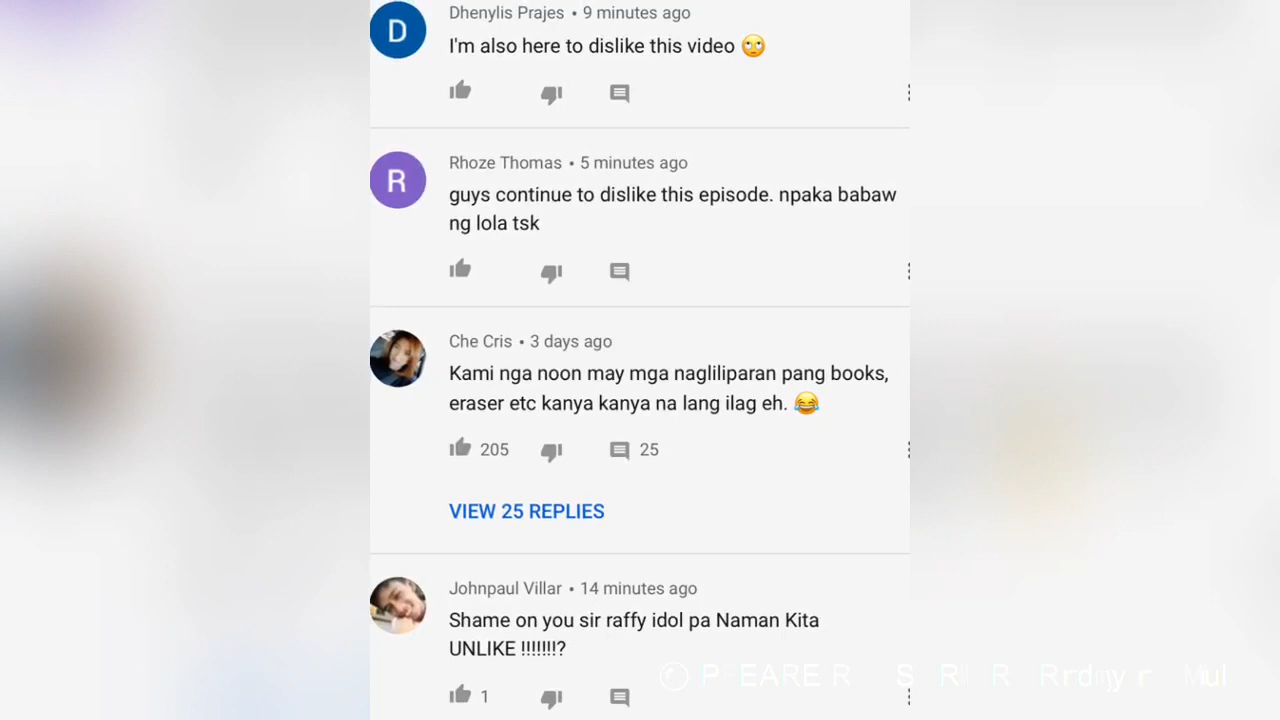 D
Dhenylis Prajes • 9 minutes ago
I'm also here to dislike this video 🙄
R
Rhoze Thomas • 5 minutes ago
guys continue to dislike this episode. npaka babaw
ng lola tsk
Che Cris • 3 days ago
Kami nga noon may mga nagliliparan pang books,
eraser etc kanya kanya na lang ilag eh. 😂
205 25
VIEW 25 REPLIES
Johnpaul Villar • 14 minutes ago
Shame on you sir raffy idol pa Naman Kita
UNLIKE !!!!!!!?
1